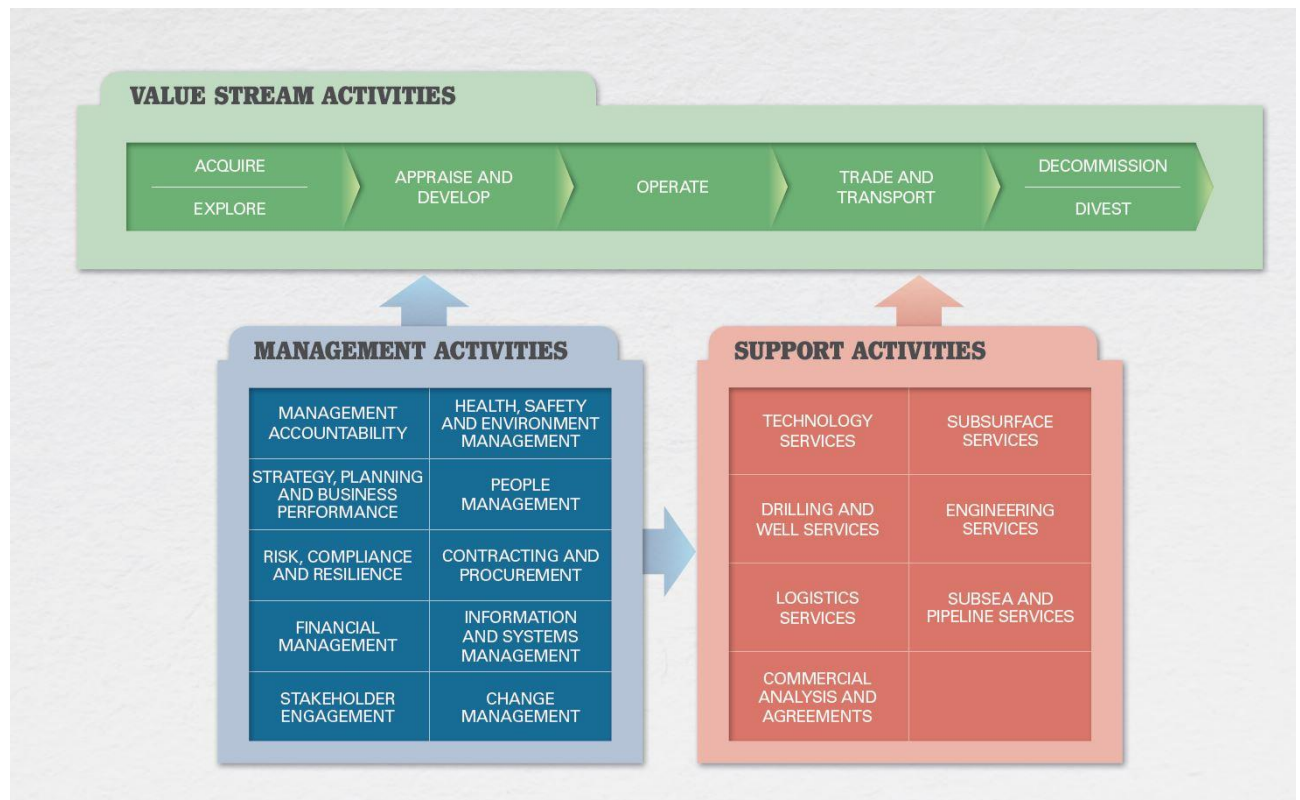 VALUE STREAM ACTIVITIES
ACQUIRE
EXPLORE
APPRAISE AND
DEVELOP
OPERATE
TRADE AND
TRANSPORT
DECOMMISSION
DIVEST
MANAGEMENT ACTIVITIES
MANAGEMENT
ACCOUNTABILITY
HEALTH, SAFETY
AND ENVIRONMENT
MANAGEMENT
STRATEGY, PLANNING
AND BUSINESS
PERFORMANCE
PEOPLE
MANAGEMENT
RISK, COMPLIANCE
AND RESILIENCE
CONTRACTING AND
PROCUREMENT
FINANCIAL
MANAGEMENT
INFORMATION
AND SYSTEMS
MANAGEMENT
STAKEHOLDER
ENGAGEMENT
CHANGE
MANAGEMENT
SUPPORT ACTIVITIES
TECHNOLOGY
SERVICES
SUBSURFACE
SERVICES
DRILLING AND
WELL SERVICES
ENGINEERING
SERVICES
LOGISTICS
SERVICES
SUBSEA AND
PIPELINE SERVICES
COMMERCIAL
ANALYSIS AND
AGREEMENTS